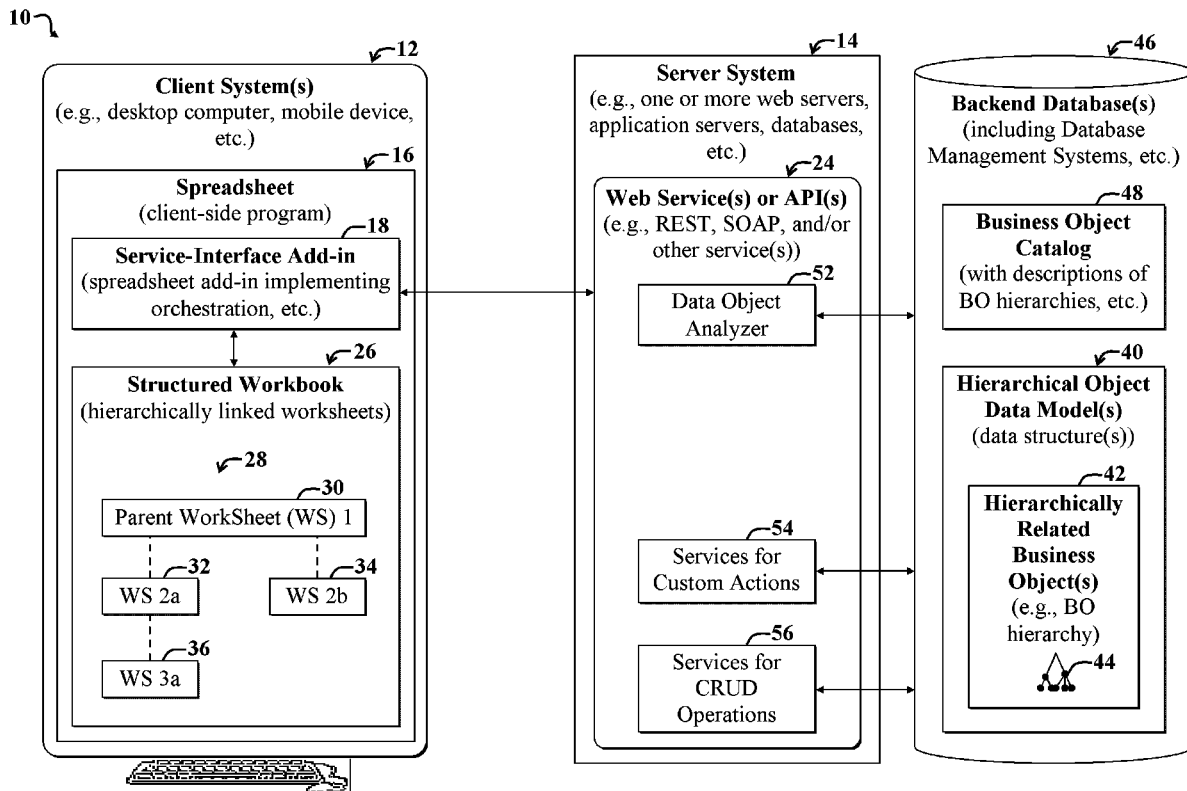 10
12
Client System(s)
(e.g., desktop computer, mobile device,
etc.)
16
Spreadsheet
(client-side program)
18
Service-Interface Add-in
(spreadsheet add-in implementing
orchestration, etc.)
26
Structured Workbook
(hierarchically linked worksheets)
28
30
Parent WorkSheet (WS) 1
32
WS 2a
34
WS 2b
36
WS 3a
14
Server System
(e.g., one or more web servers,
application servers, databases,
etc.)
24
Web Service(s) or API(s)
(e.g., REST, SOAP, and/or
other service(s))
52
Data Object
Analyzer
54
Services for
Custom Actions
56
Services for
CRUD
Operations
46
Backend Database(s)
(including Database
Management Systems, etc.)
48
Business Object
Catalog
(with descriptions of
BO hierarchies, etc.)
40
Hierarchical Object
Data Model(s)
(data structure(s))
42
Hierarchically
Related
Business
Object(s)
(e.g., BO
hierarchy)
44